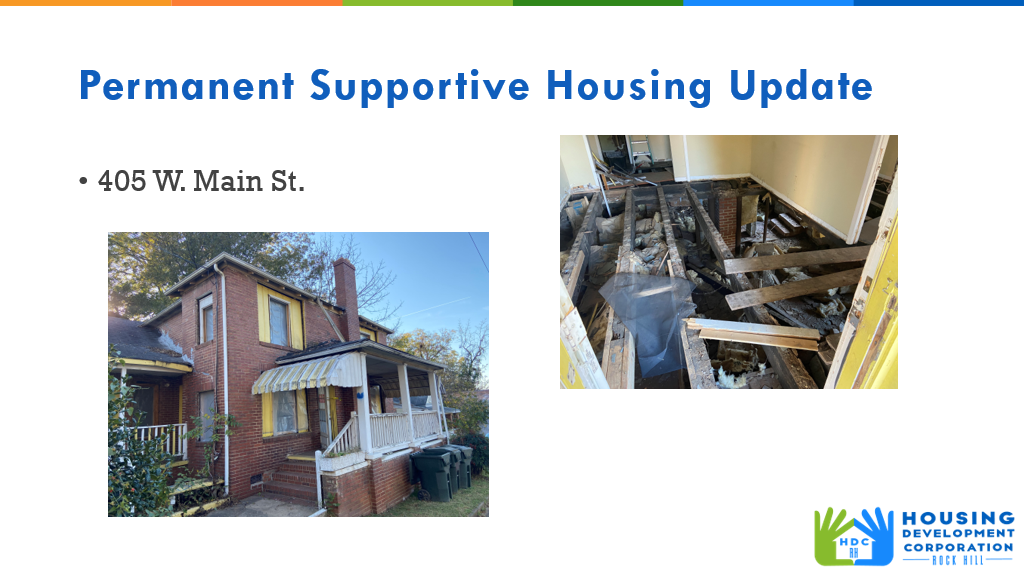 Permanent Supportive Housing Update
• 405 W. Main St.
HDC
RH
HOUSING
DEVELOPMENT
CORPORATION
ROCK HILL